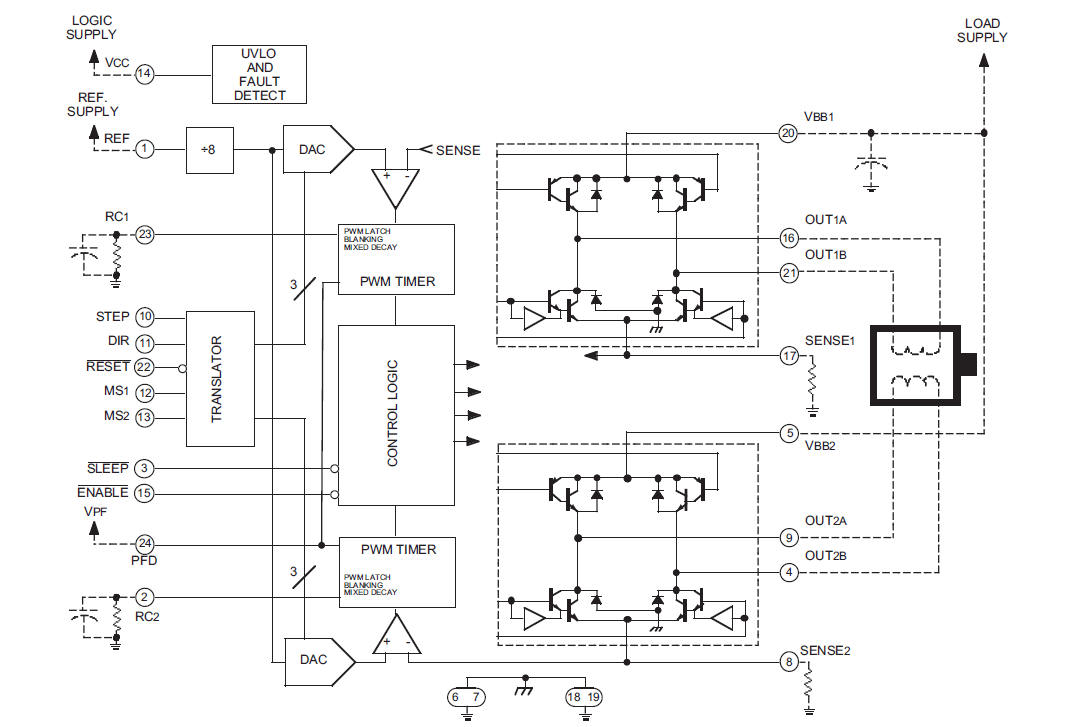 LOGIC
SUPPLY
VCC
14
UVLO
AND
FAULT
DETECT
REF.
SUPPLY
REF
1
÷8
DAC
SENSE
+
-
RC1
23
PWM LATCH
BLANKING
MIXED DECAY
PWM TIMER
3
STEP
10
DIR
11
RESET
22
MS1
12
MS2
13
TRANSLATOR
CONTROL LOGIC
SLEEP
3
ENABLE
15
VPF
24
PFD
PWM TIMER
PWM LATCH
BLANKING
MIXED DECAY
3
2
RC2
DAC
+
-
LOAD
SUPPLY
VBB1
20
OUT1A
16
OUT1B
21
SENSE1
17
5
VBB2
OUT2A
9
OUT2B
4
SENSE2
8
6 7
18 19